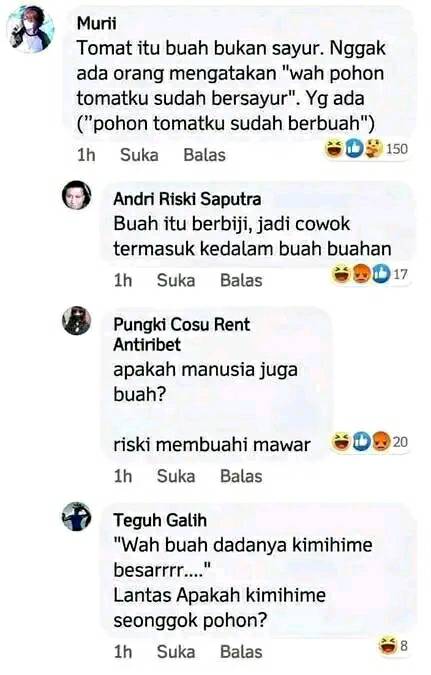 Murii
Tomat itu buah bukan sayur. Nggak
ada orang mengatakan "wah pohon
tomatku sudah bersayur". Yg ada
("pohon tomatku sudah berbuah")
1h Suka Balas 150
Andri Riski Saputra
Buah itu berbiji, jadi cowok
termasuk kedalam buah buahan
1h Suka Balas 17
Pungki Cosu Rent
Antiribet
apakah manusia juga
buah?
riski membuahi mawar 20
1h Suka Balas
Teguh Galih
"Wah buah dadanya kimihime
besarrrr...."
Lantas Apakah kimihime
seonggok pohon?
1h Suka Balas 8